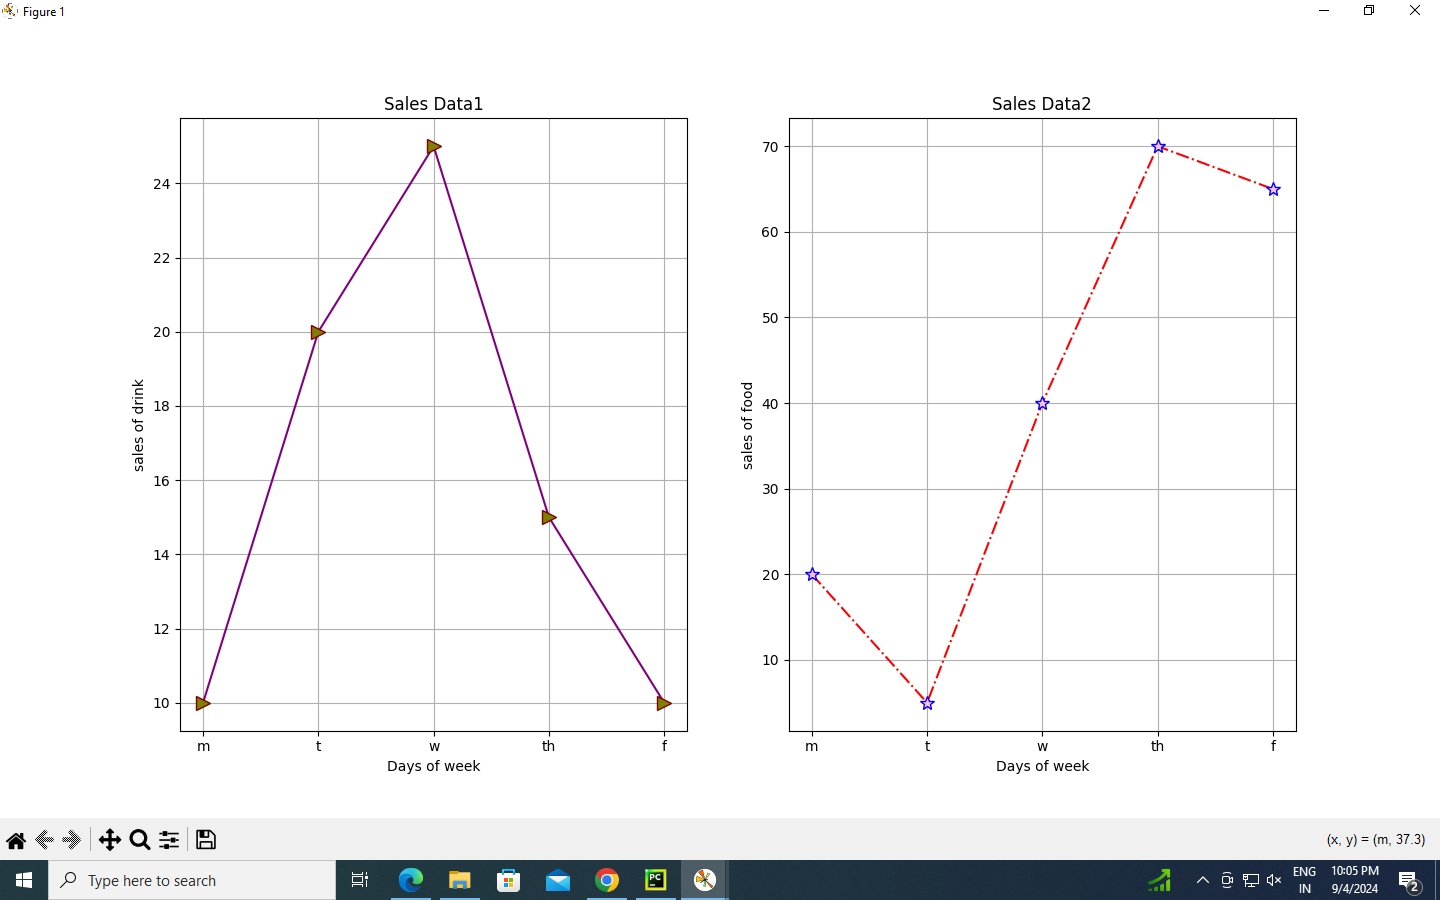 Figure 1
Sales Data1
24
22
20
18
16
14
12
10
sales of drink
m t w th f
Days of week
Sales Data2
70
60
50
40
30
20
10
sales of food
m t w th f
Days of week
(x, y) = (m, 37.3)
Type here to search
PC
ENG
IN
10:05 PM
9/4/2024
2